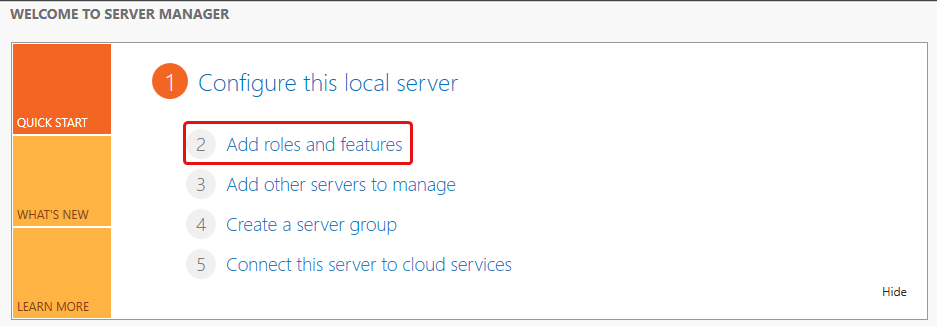 WELCOME TO SERVER MANAGER
QUICK START
WHAT'S NEW
LEARN MORE
1 Configure this local server
2 Add roles and features
3 Add other servers to manage
4 Create a server group
5 Connect this server to cloud services
Hide